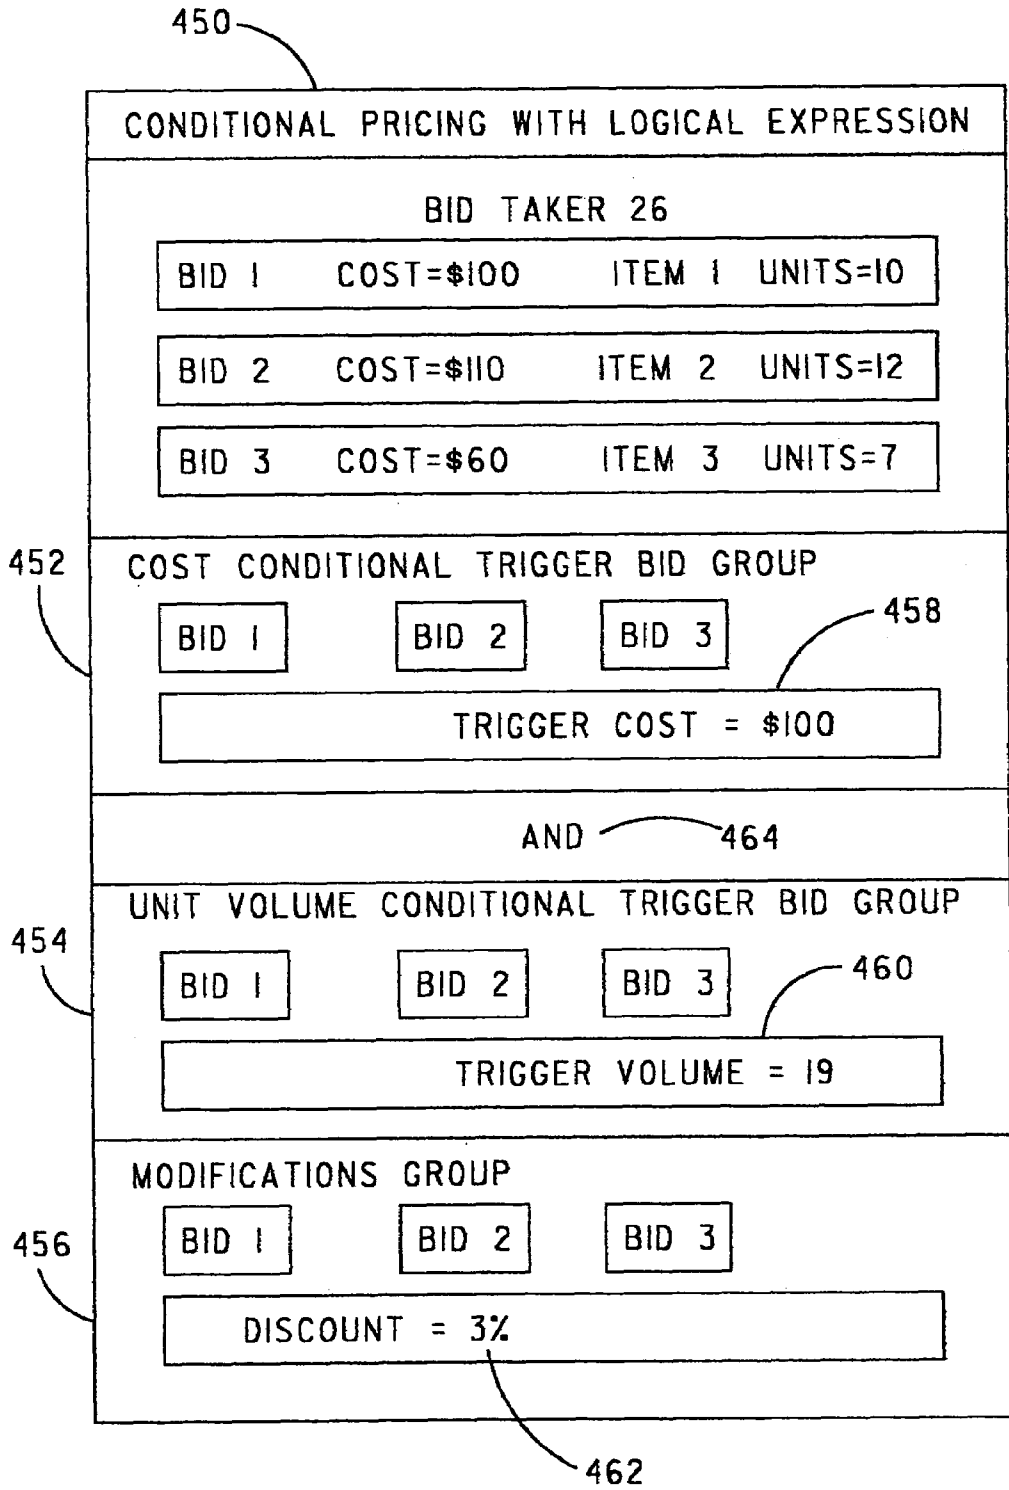 450
CONDITIONAL PRICING WITH LOGICAL EXPRESSION
BID TAKER 26
BID 1 COST=$100 ITEM 1 UNITS=10
BID 2 COST=$110 ITEM 2 UNITS=12
BID 3 COST=$60 ITEM 3 UNITS=7
452
COST CONDITIONAL TRIGGER BID GROUP
BID 1 BID 2 BID 3
458
TRIGGER COST = $100
AND 464
UNIT VOLUME CONDITIONAL TRIGGER BID GROUP
454
BID 1 BID 2 BID 3
460
TRIGGER VOLUME = 19
MODIFICATIONS GROUP
456
BID 1 BID 2 BID 3
DISCOUNT = 3%
462